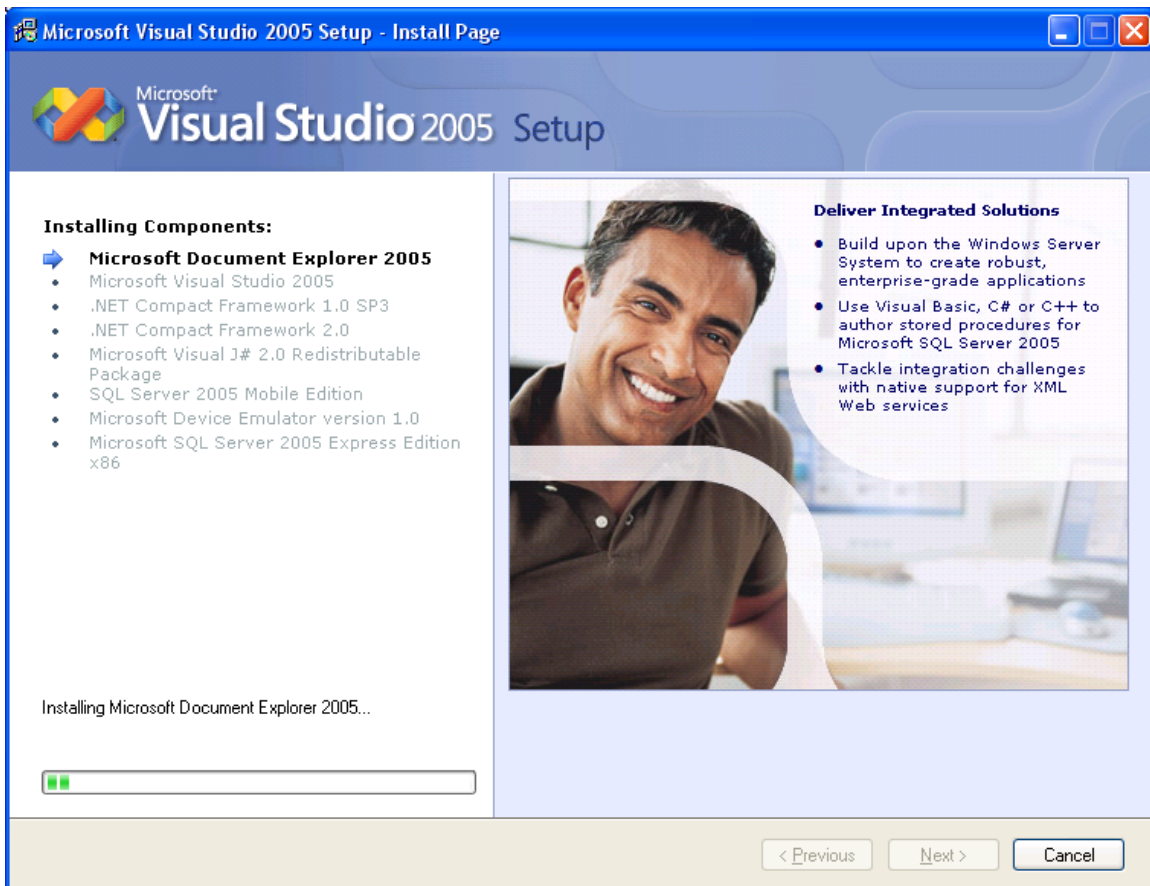 Microsoft Visual Studio 2005 Setup - Install Page
Microsoft
Visual Studio 2005 Setup
Installing Components:
Microsoft Document Explorer 2005
Microsoft Visual Studio 2005
.NET Compact Framework 1.0 SP3
.NET Compact Framework 2.0
Microsoft Visual J# 2.0 Redistributable
Package
SQL Server 2005 Mobile Edition
Microsoft Device Emulator version 1.0
Microsoft SQL Server 2005 Express Edition
x86
Installing Microsoft Document Explorer 2005...
Deliver Integrated Solutions
• Build upon the Windows Server
System to create robust,
enterprise-grade applications
• Use Visual Basic, C# or C++ to
author stored procedures for
Microsoft SQL Server 2005
• Tackle integration challenges
with native support for XML
Web services
< Previous
Next >
Cancel